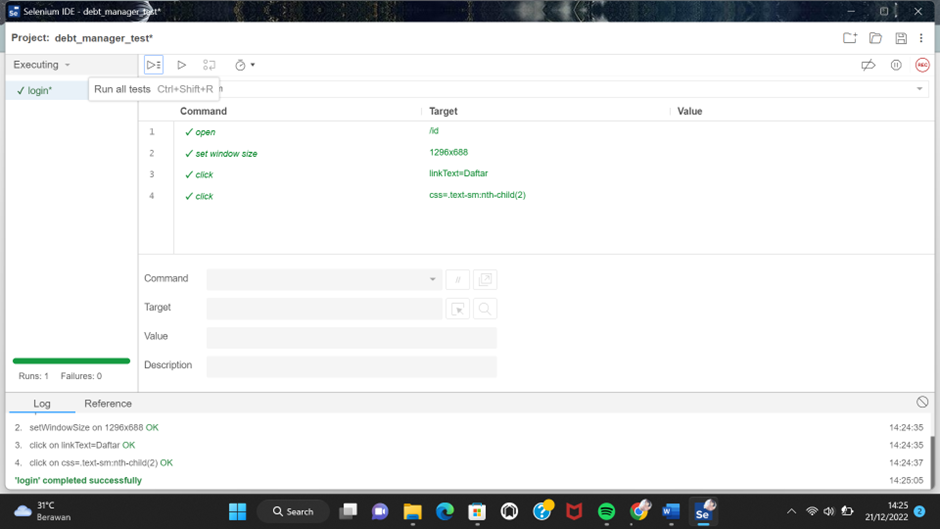 Selenium IDE - debt_manager_test*
Project: debt_manager_test*
Executing
REC
✓ login*
Run all tests Ctrl+Shift+R
Command Target Value
1 ✓ open /id
2 ✓ set window size 1296x688
3 ✓ click linkText=Daftar
4 ✓ click css=.text-sm:nth-child(2)
Command
//
Target
Value
Description
Runs: 1 Failures: 0
Log Reference
2. setWindowSize on 1296x688 OK 14:24:35
3. click on linkText=Daftar OK 14:24:35
4. click on css=.text-sm:nth-child(2) OK 14:24:37
'login' completed successfully 14:25:05
31°C
Berawan
Search
Se
14:25
21/12/2022
2